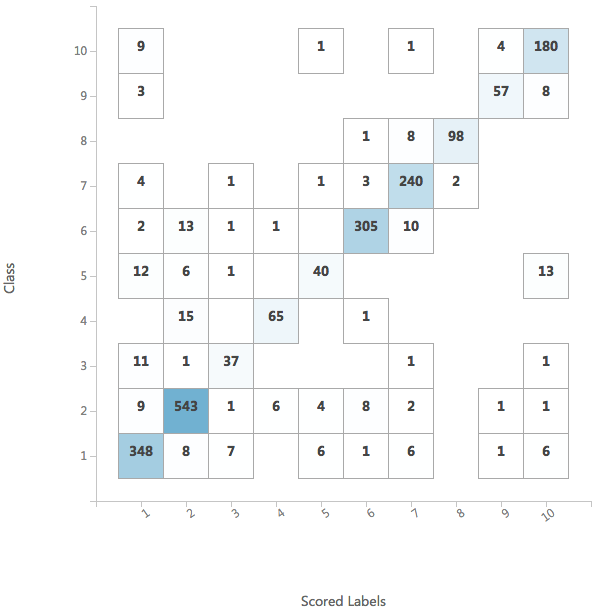 10 9 1 1 4 180
9 3 57 8
8 1 8 98
7 4 1 1 3 240 2
6 2 13 1 1 305 10
5 12 6 1 40 13
4 15 65 1
3 11 1 37 1 1
2 9 543 1 6 4 8 2 1 1
1 348 8 7 6 1 6 1 6
Class
1 2 3 4 5 6 7 8 9 10
Scored Labels